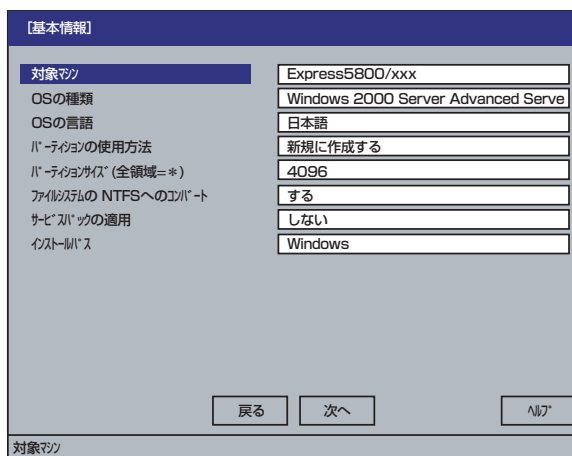 [基本情報]
対象ﾏｼﾝ Express5800/xxx
OSの種類 Windows 2000 Server Advanced Serve
OSの言語 日本語
ﾊﾟｰﾃｨｼｮﾝの使用方法 新規に作成する
ﾊﾟｰﾃｨｼｮﾝｻｲｽﾞ(全領域=＊) 4096
ﾌｧｲﾙｼｽﾃﾑの NTFSへのｺﾝﾊﾞｰﾄ する
ｻｰﾋﾞｽﾊﾟｯｸの適用 しない
ｲﾝｽﾄｰﾙﾊﾟｽ Windows
戻る 次へ ﾍﾙﾌﾟ
対象ﾏｼﾝ